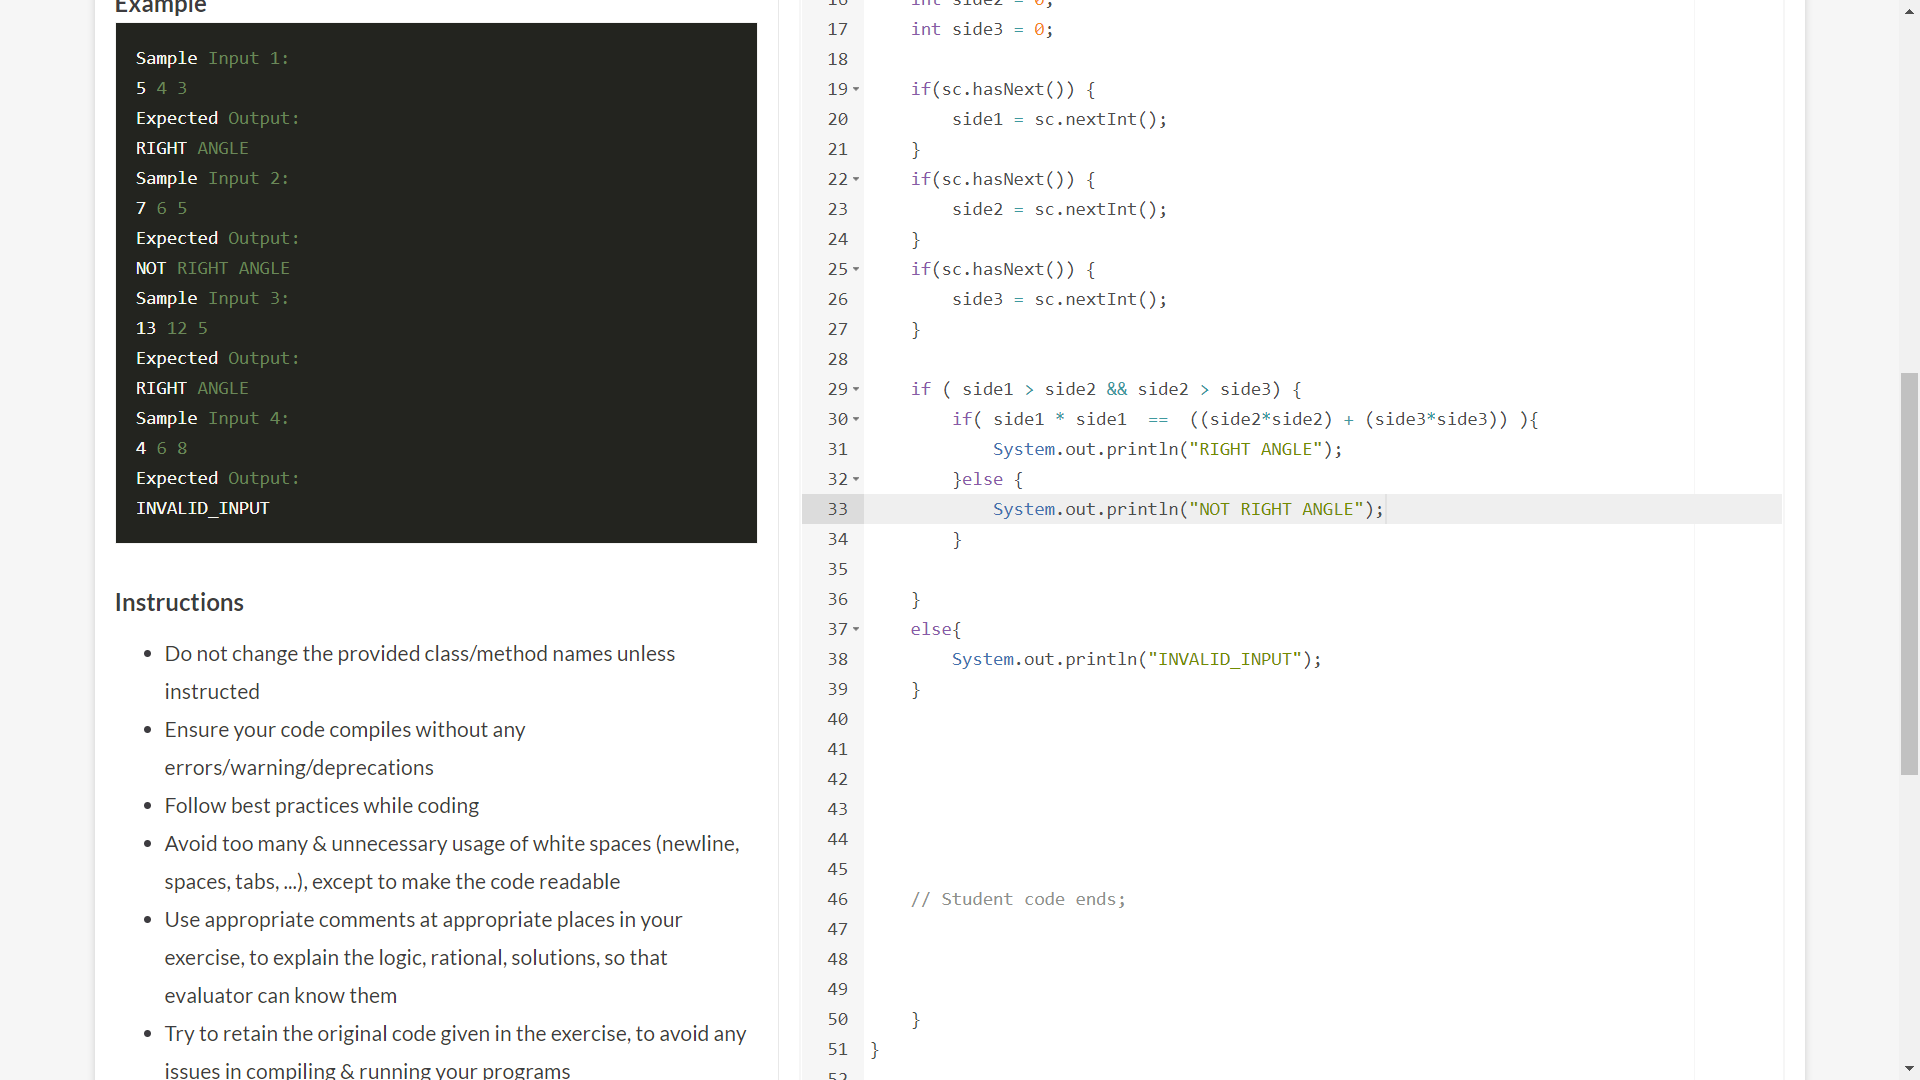 Example
Sample Input 1:
5 4 3
Expected Output:
RIGHT ANGLE
Sample Input 2:
7 6 5
Expected Output:
NOT RIGHT ANGLE
Sample Input 3:
13 12 5
Expected Output:
RIGHT ANGLE
Sample Input 4:
4 6 8
Expected Output:
INVALID_INPUT
Instructions
• Do not change the provided class/method names unless
instructed
• Ensure your code compiles without any
errors/warning/deprecations
• Follow best practices while coding
• Avoid too many & unnecessary usage of white spaces (newline,
spaces, tabs, ...), except to make the code readable
• Use appropriate comments at appropriate places in your
exercise, to explain the logic, rational, solutions, so that
evaluator can know them
• Try to retain the original code given in the exercise, to avoid any
issues in compiling & running your programs
16 int side2 = 0;
17 int side3 = 0;
18
19 if(sc.hasNext()) {
20 side1 = sc.nextInt();
21 }
22 if(sc.hasNext()) {
23 side2 = sc.nextInt();
24 }
25 if(sc.hasNext()) {
26 side3 = sc.nextInt();
27 }
28
29 if ( side1 > side2 && side2 > side3) {
30 if( side1 * side1  ==  ((side2*side2) + (side3*side3)) ){
31 System.out.println("RIGHT ANGLE");
32 }else {
33 System.out.println("NOT RIGHT ANGLE");
34 }
35
36 }
37 else{
38 System.out.println("INVALID_INPUT");
39 }
40
41
42
43
44
45
46 // Student code ends;
47
48
49
50 }
51 }
52